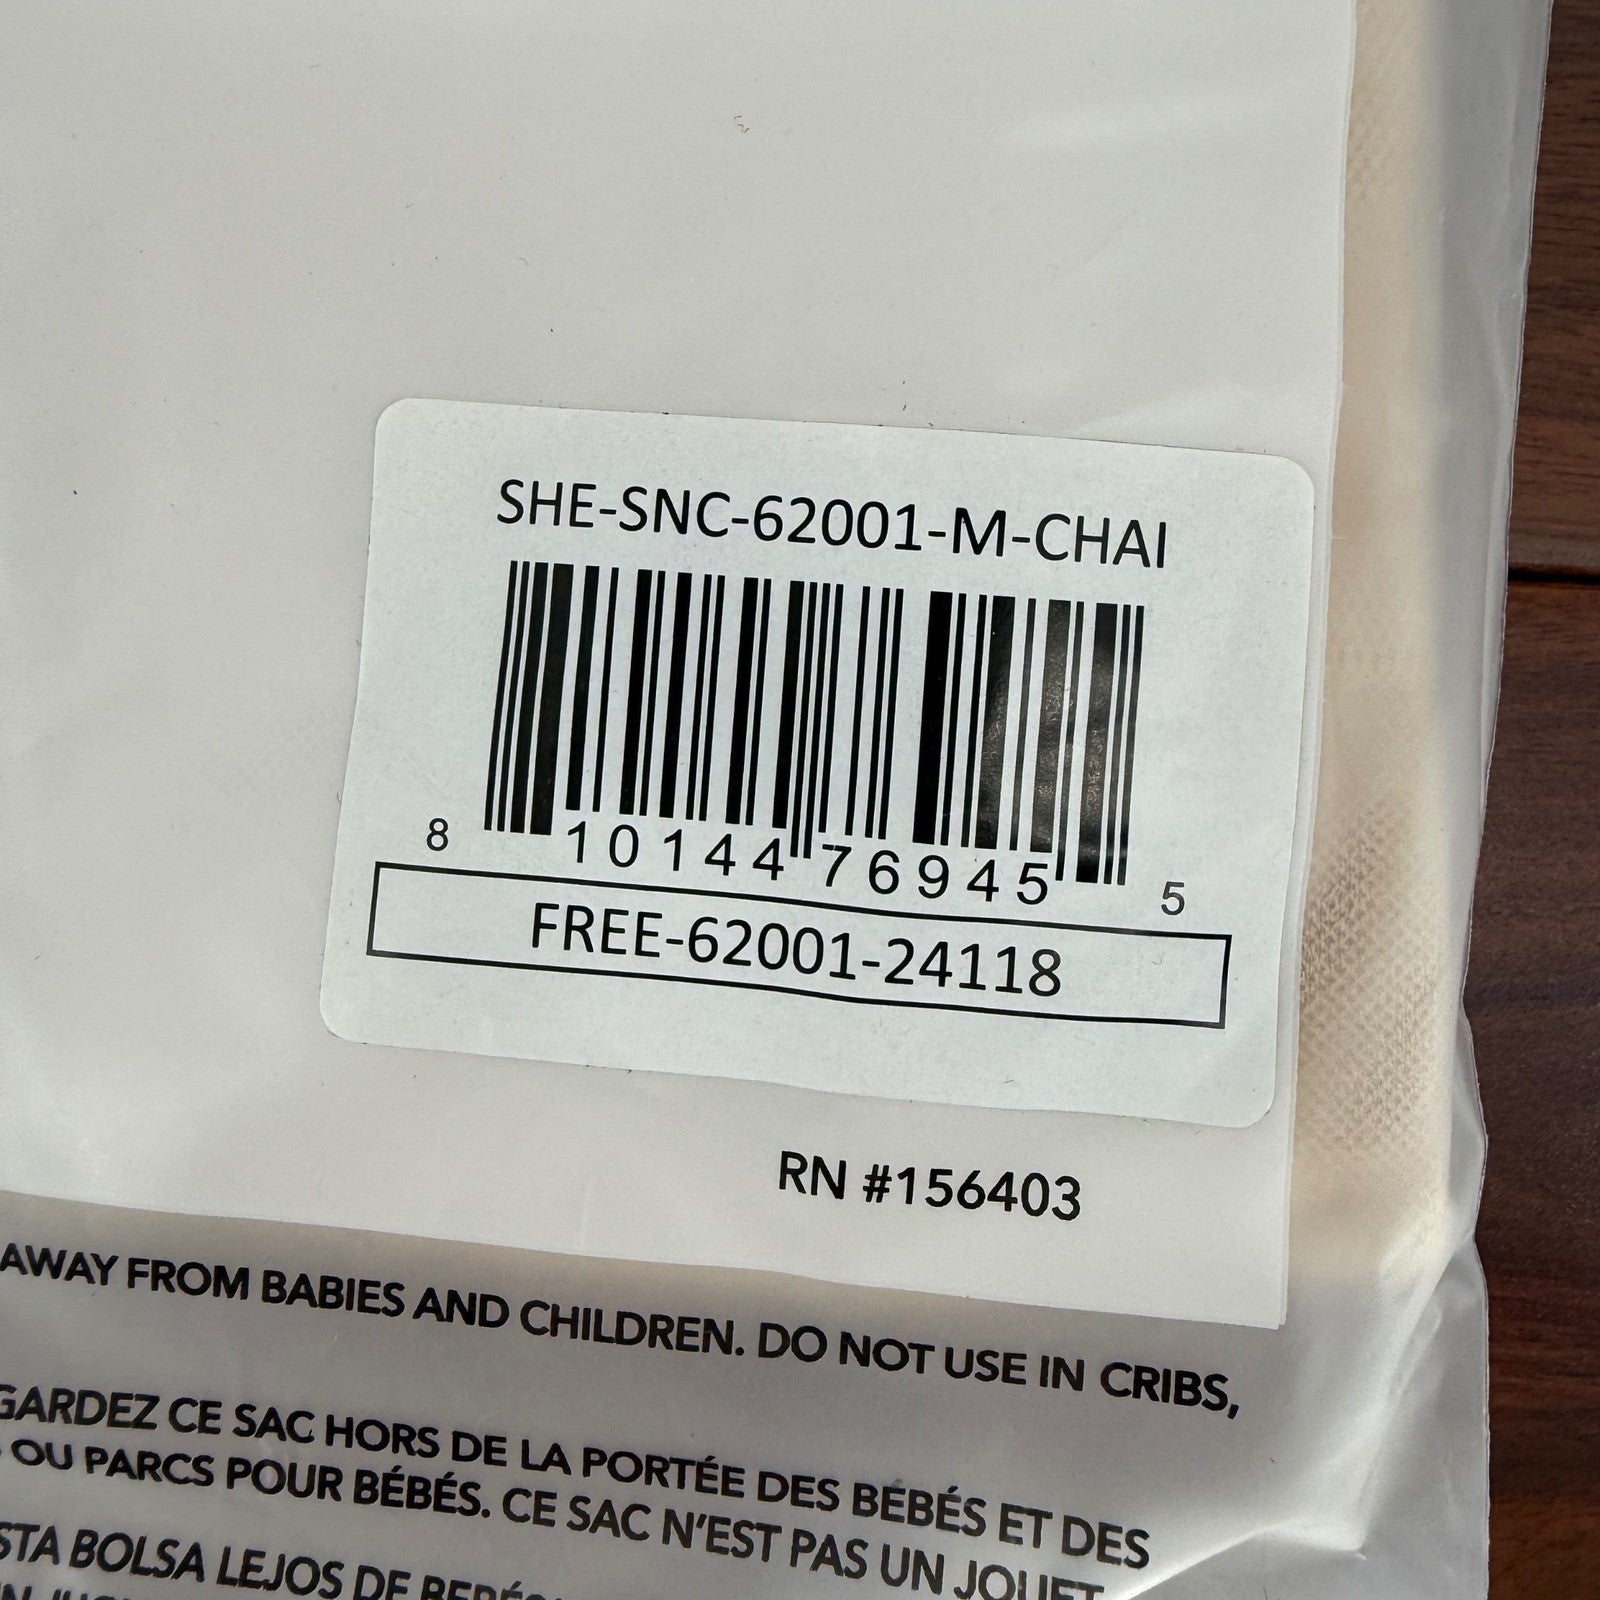 SHE-SNC-62001-M-CHAI
8 10144 76945 5
FREE-62001-24118
RN #156403
AWAY FROM BABIES AND CHILDREN. DO NOT USE IN CRIBS,
GARDEZ CE SAC HORS DE LA PORTÉE DES BÉBÉS ET DES
OU PARCS POUR BÉBÉS. CE SAC N'EST PAS UN JOUET
STA BOLSA LEJOS DE BEBÉS